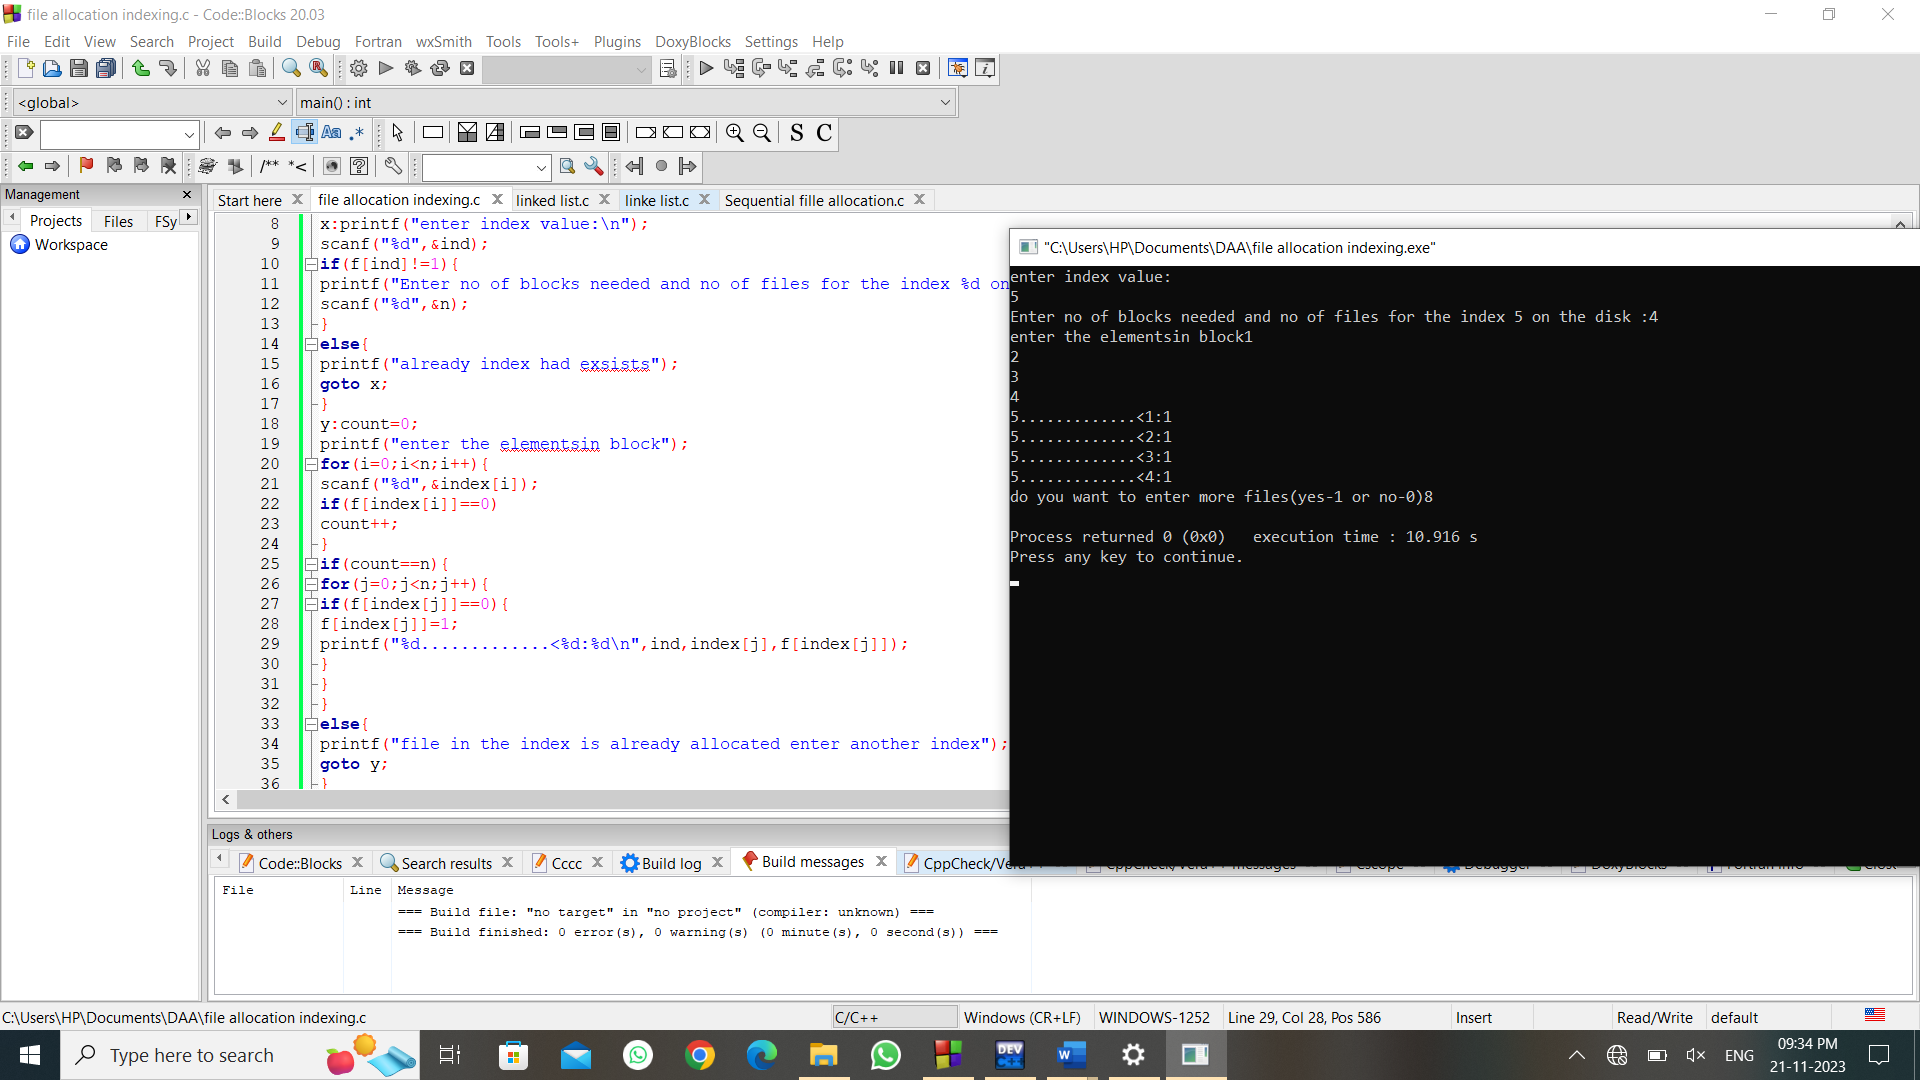 file allocation indexing.c - Code::Blocks 20.03
File Edit View Search Project Build Debug Fortran wxSmith Tools Tools+ Plugins DoxyBlocks Settings Help
<global>
main() : int
Aa .* S C
/** *<
Management
Projects Files FSy
Workspace
Start here file allocation indexing.c linked list.c linke list.c Sequential fille allocation.c
8 x:printf("enter index value:\n");
9 scanf("%d",&ind);
10 if(f[ind]!=1){
11 printf("Enter no of blocks needed and no of files for the index %d on
12 scanf("%d",&n);
13 }
14 else{
15 printf("already index had exsists");
16 goto x;
17 }
18 y:count=0;
19 printf("enter the elementsin block");
20 for(i=0;i<n;i++){
21 scanf("%d",&index[i]);
22 if(f[index[i]]==0)
23 count++;
24 }
25 if(count==n){
26 for(j=0;j<n;j++){
27 if(f[index[j]]==0){
28 f[index[j]]=1;
29 printf("%d.............<%d:%d\n",ind,index[j],f[index[j]]);
30 }
31 }
32 }
33 else{
34 printf("file in the index is already allocated enter another index");
35 goto y;
36 }
"C:\Users\HP\Documents\DAA\file allocation indexing.exe"
enter index value:
5
Enter no of blocks needed and no of files for the index 5 on the disk :4
enter the elementsin block1
2
3
4
5.............<1:1
5.............<2:1
5.............<3:1
5.............<4:1
do you want to enter more files(yes-1 or no-0)8
Process returned 0 (0x0)   execution time : 10.916 s
Press any key to continue.
Logs & others
Code::Blocks Search results Cccc Build log Build messages CppCheck/Vera++
File Line Message
=== Build file: "no target" in "no project" (compiler: unknown) ===
=== Build finished: 0 error(s), 0 warning(s) (0 minute(s), 0 second(s)) ===
C:\Users\HP\Documents\DAA\file allocation indexing.c C/C++ Windows (CR+LF) WINDOWS-1252 Line 29, Col 28, Pos 586 Insert Read/Write default
Type here to search
DEV C++
W
ENG
09:34 PM
21-11-2023